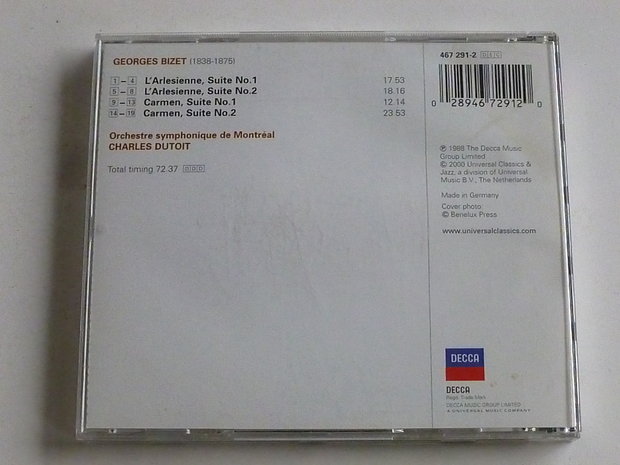 GEORGES BIZET (1838-1875)
1 – 4 L'Arlesienne, Suite No.1 17.53
5 – 8 L'Arlesienne, Suite No.2 18.16
9 – 13 Carmen, Suite No.1 12.14
14 – 19 Carmen, Suite No.2 23.53
Orchestre symphonique de Montréal
CHARLES DUTOIT
Total timing 72.37 DDD
467 291-2
0 28946 72912 0
℗ 1988 The Decca Music
Group Limited
© 2000 Universal Classics &
Jazz, a division of Universal
Music B.V., The Netherlands
Made in Germany
Cover photo:
© Benelux Press
www.universalclassics.com
DECCA
DECCA
Regd. Trade Mark
DECCA MUSIC GROUP LIMITED
A UNIVERSAL MUSIC COMPANY